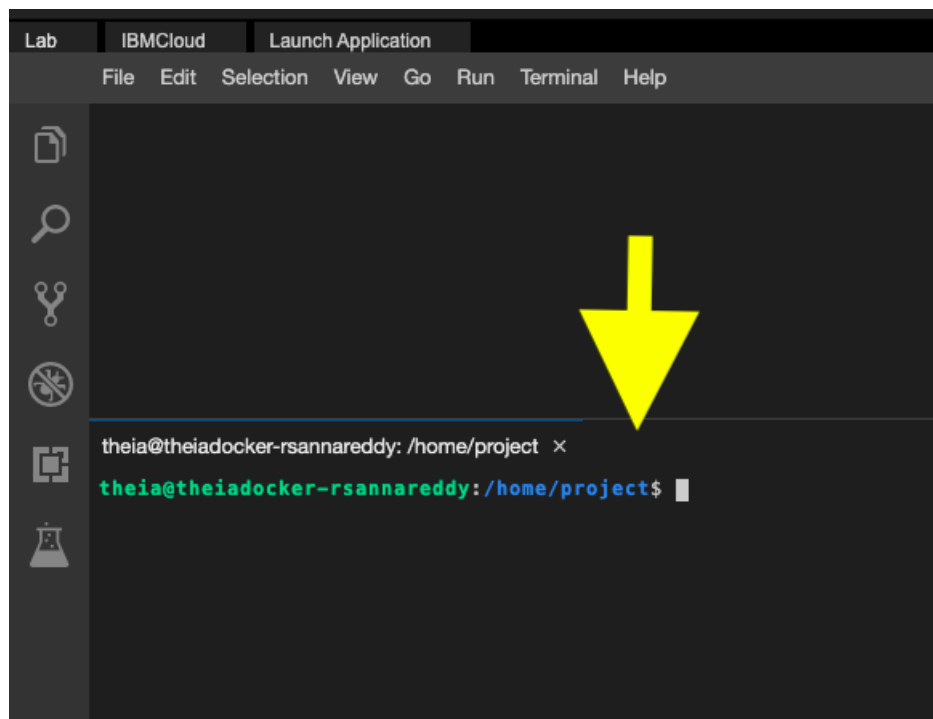 Lab IBMCloud Launch Application
File Edit Selection View Go Run Terminal Help
theia@theiadocker-rsannareddy: /home/project ×
theia@theiadocker-rsannareddy:/home/project$